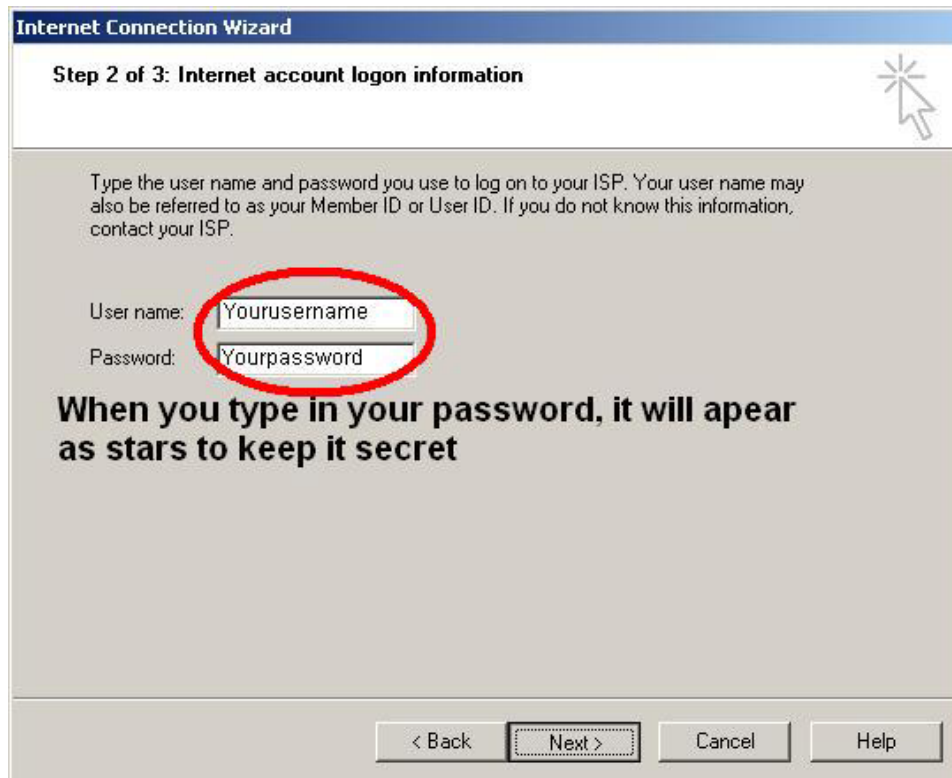 Internet Connection Wizard
Step 2 of 3: Internet account logon information
Type the user name and password you use to log on to your ISP. Your user name may
also be referred to as your Member ID or User ID. If you do not know this information,
contact your ISP.
User name: Yourusername
Password: Yourpassword
When you type in your password, it will apear
as stars to keep it secret
< Back Next > Cancel Help